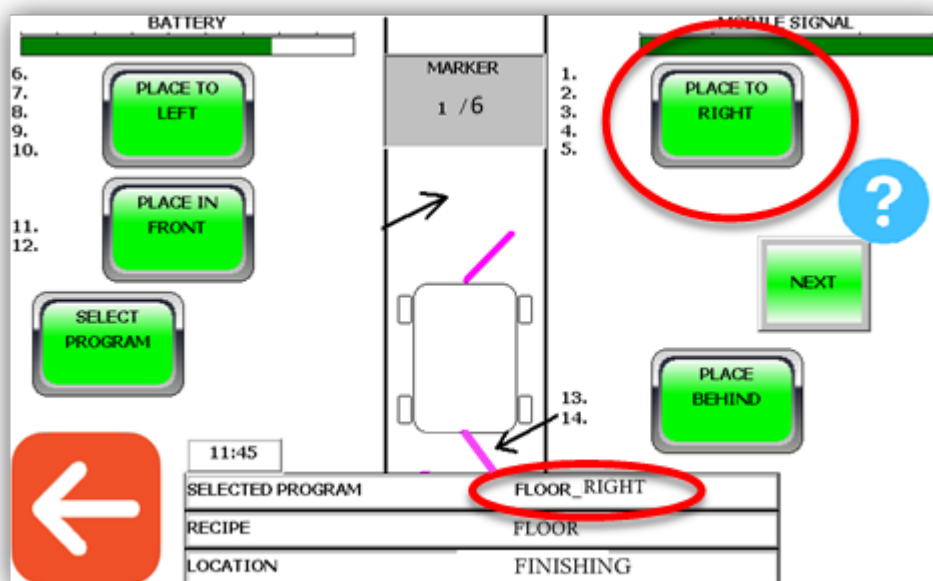 BATTERY
MOBILE SIGNAL
6.
7.
8.
9.
10.
PLACE TO
LEFT
MARKER
1 /6
1.
2.
3.
4.
5.
PLACE TO
RIGHT
11.
12.
PLACE IN
FRONT
?
NEXT
SELECT
PROGRAM
13.
14.
PLACE
BEHIND
11:45
SELECTED PROGRAM FLOOR_RIGHT
RECIPE FLOOR
LOCATION FINISHING